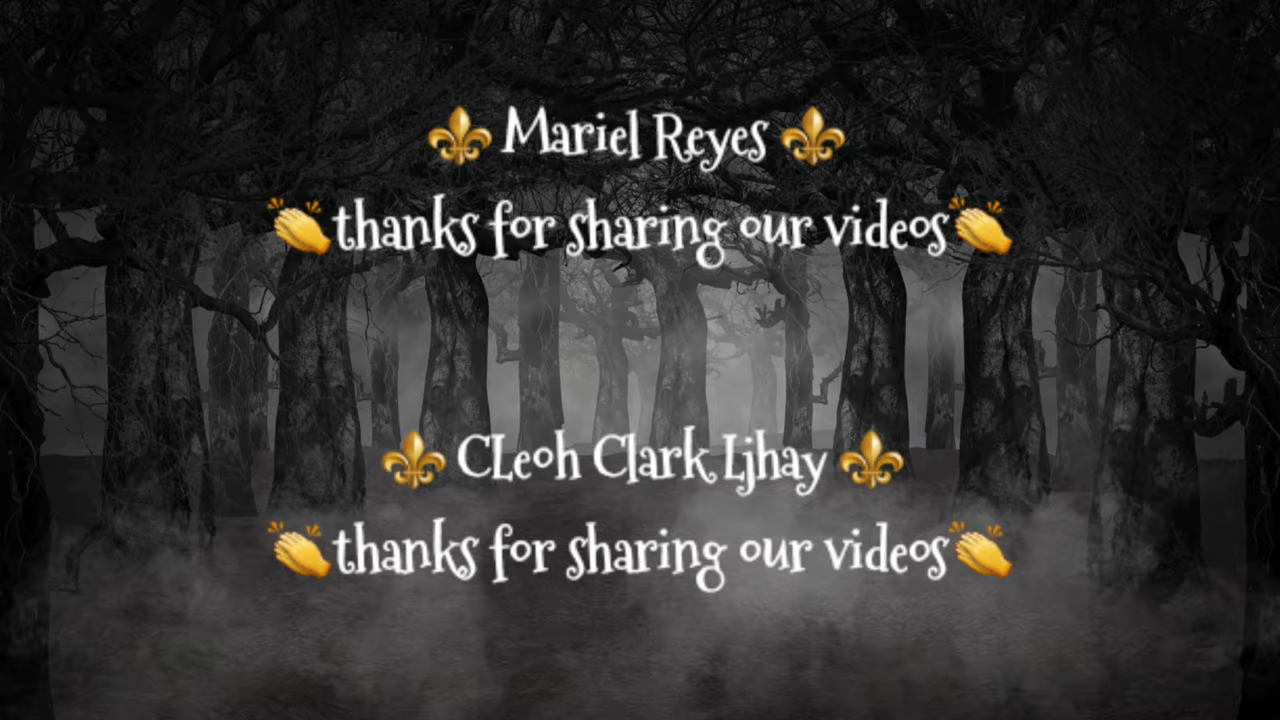 ⚜ Mariel Reyes ⚜
👏thanks for sharing our videos👏
⚜ CLeoh Clark Ljhay ⚜
👏thanks for sharing our videos👏